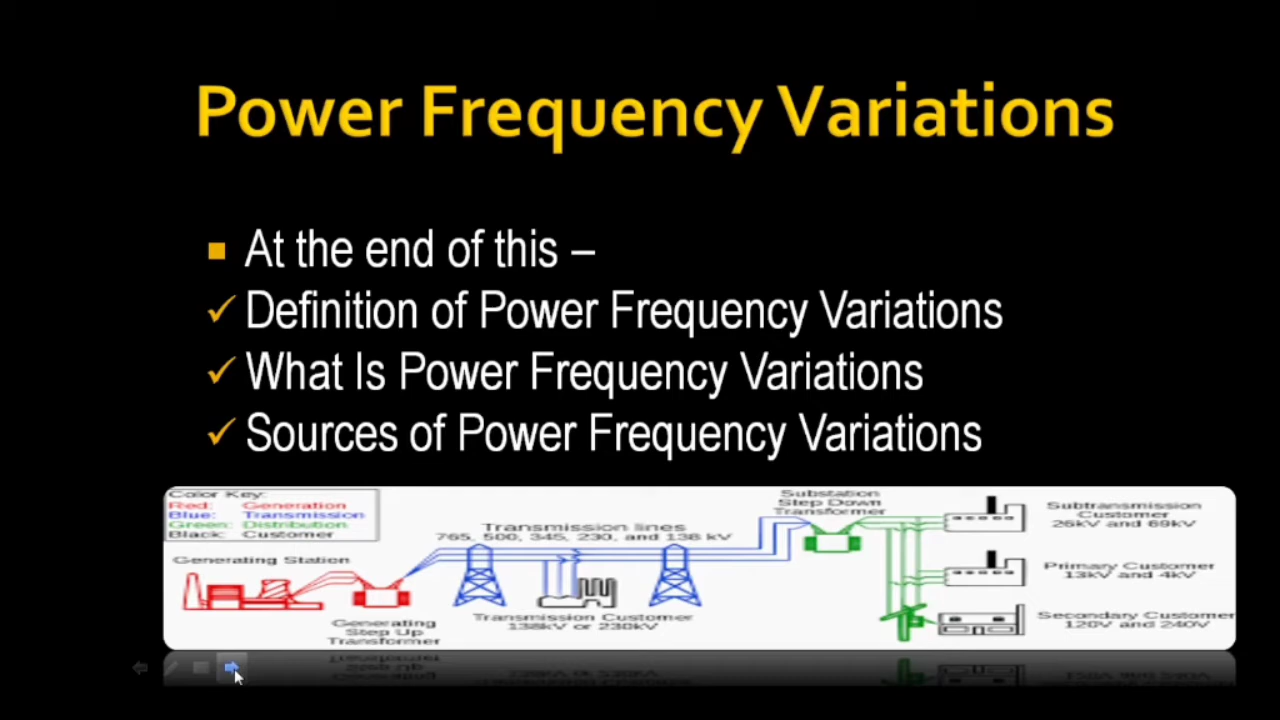 Power Frequency Variations
At the end of this –
Definition of Power Frequency Variations
What Is Power Frequency Variations
Sources of Power Frequency Variations
Color Key:
Red: Generation
Blue: Transmission
Green: Distribution
Black: Customer
Generating Station
Generating
Step Up
Transformer
Transmission lines
765, 500, 345, 230, and 138 kV
Transmission Customer
138kV or 230kV
Substation
Step Down
Transformer
Subtransmission
Customer
26kV and 69kV
Primary Customer
13kV and 4kV
Secondary Customer
120V and 240V